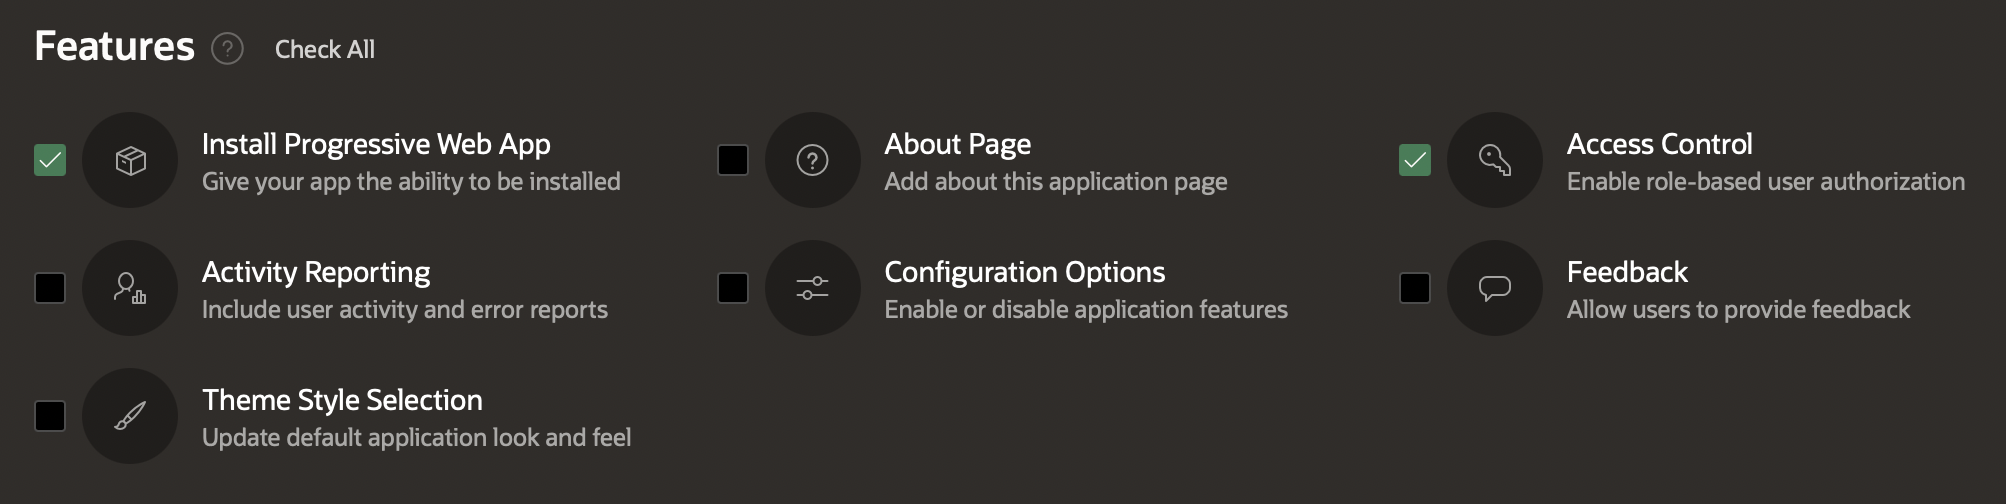 Features ? Check All
Install Progressive Web App
Give your app the ability to be installed
About Page
Add about this application page
Access Control
Enable role-based user authorization
Activity Reporting
Include user activity and error reports
Configuration Options
Enable or disable application features
Feedback
Allow users to provide feedback
Theme Style Selection
Update default application look and feel